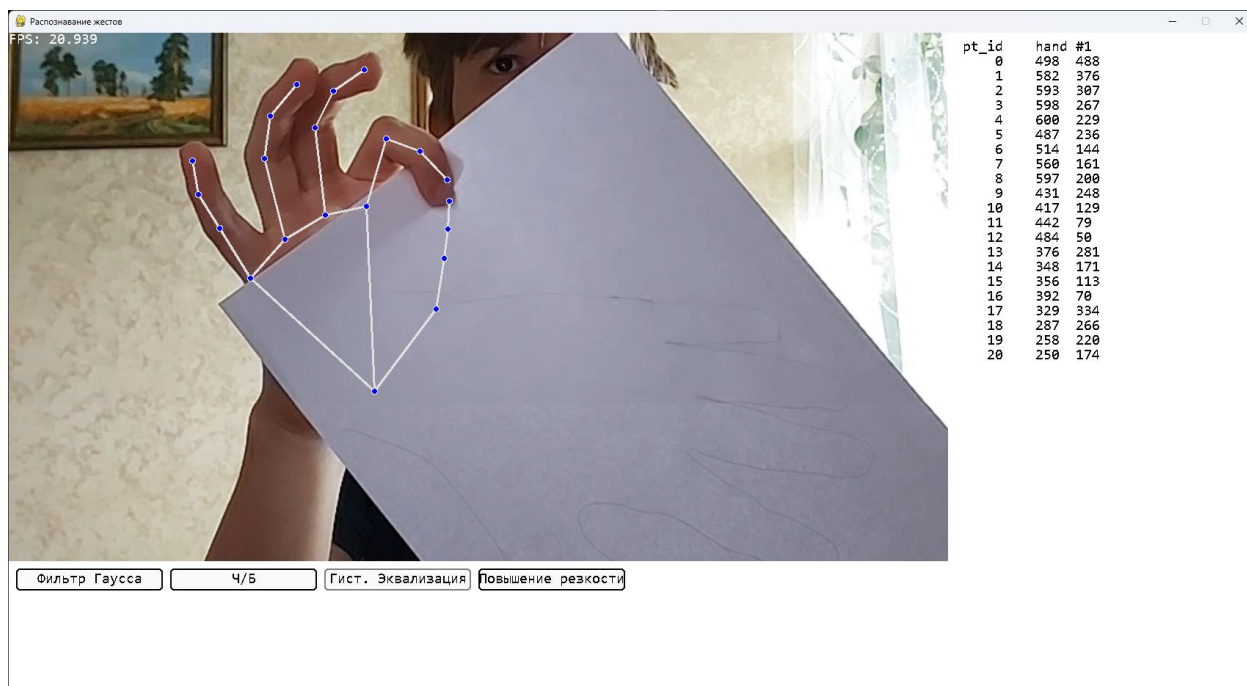 Распознавание жестов
FPS: 20.939
pt_id hand #1
0 498 488
1 582 376
2 593 307
3 598 267
4 600 229
5 487 236
6 514 144
7 560 161
8 597 200
9 431 248
10 417 129
11 442 79
12 484 50
13 376 281
14 348 171
15 356 113
16 392 70
17 329 334
18 287 266
19 258 220
20 250 174
Фильтр Гаусса
Ч/Б
Гист. Эквализация
Повышение резкости